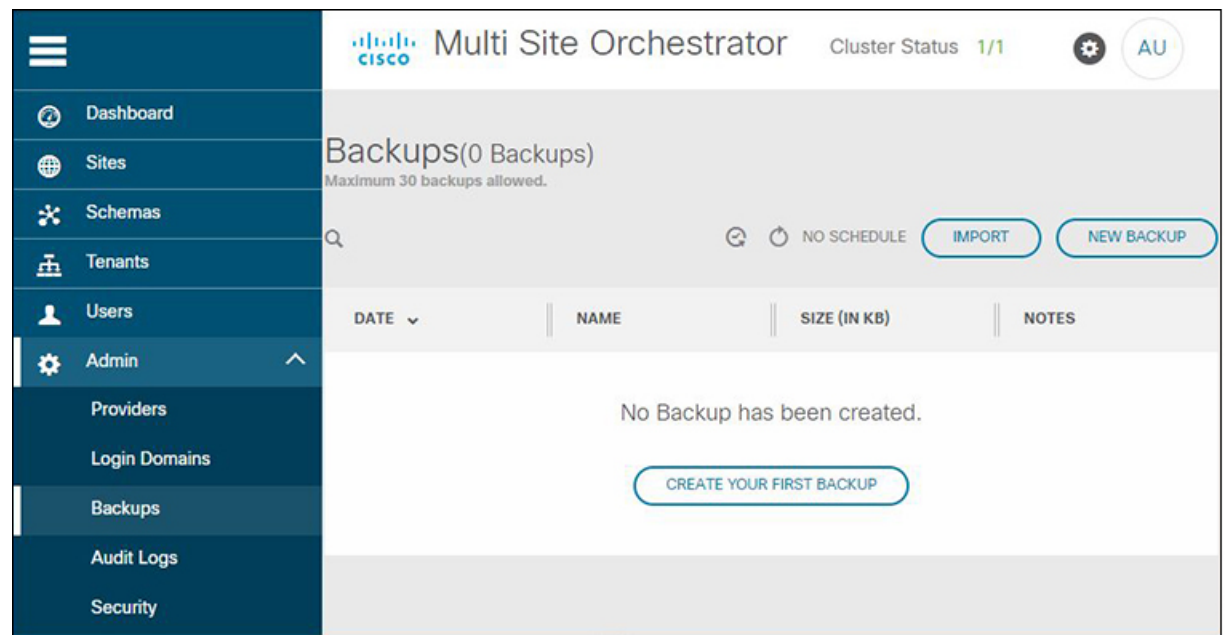 CISCO Multi Site Orchestrator Cluster Status 1/1 AU
Dashboard
Sites
Schemas
Tenants
Users
Admin
Providers
Login Domains
Backups
Audit Logs
Security
Backups(0 Backups)
Maximum 30 backups allowed.
NO SCHEDULE IMPORT NEW BACKUP
DATE NAME SIZE (IN KB) NOTES
No Backup has been created.
CREATE YOUR FIRST BACKUP